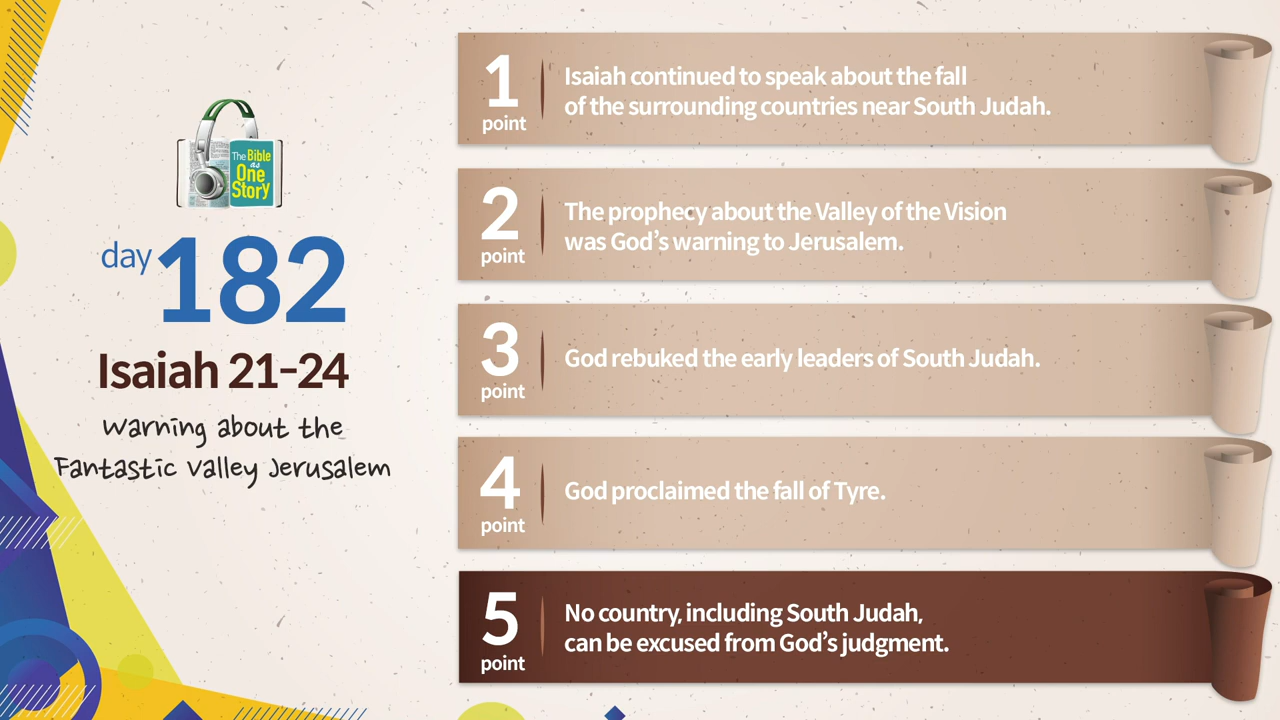 The Bible
as
One
Story
day 182
Isaiah 21-24
Warning about the
Fantastic Valley Jerusalem
1
point
Isaiah continued to speak about the fall
of the surrounding countries near South Judah.
2
point
The prophecy about the Valley of the Vision
was God's warning to Jerusalem.
3
point
God rebuked the early leaders of South Judah.
4
point
God proclaimed the fall of Tyre.
5
point
No country, including South Judah,
can be excused from God's judgment.